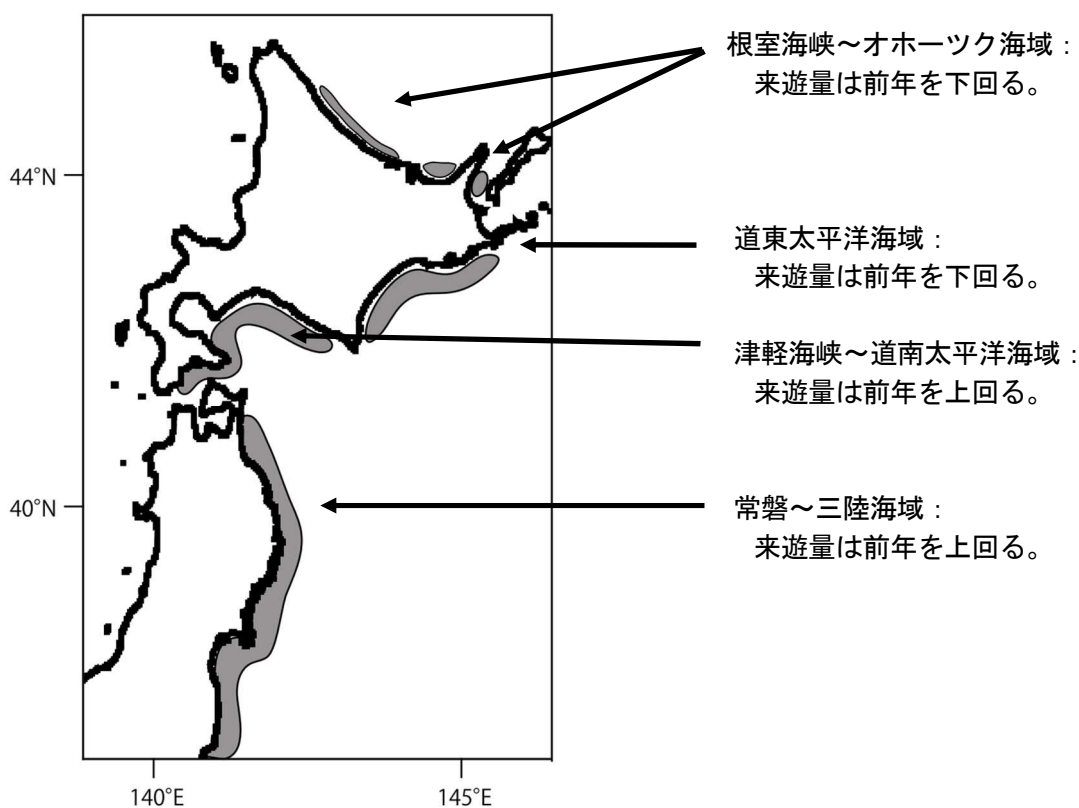 根室海峡～オホーツク海域：
来遊量は前年を下回る。
44°N
道東太平洋海域：
来遊量は前年を下回る。
津軽海峡～道南太平洋海域：
来遊量は前年を上回る。
40°N
常磐～三陸海域：
来遊量は前年を上回る。
140°E
145°E